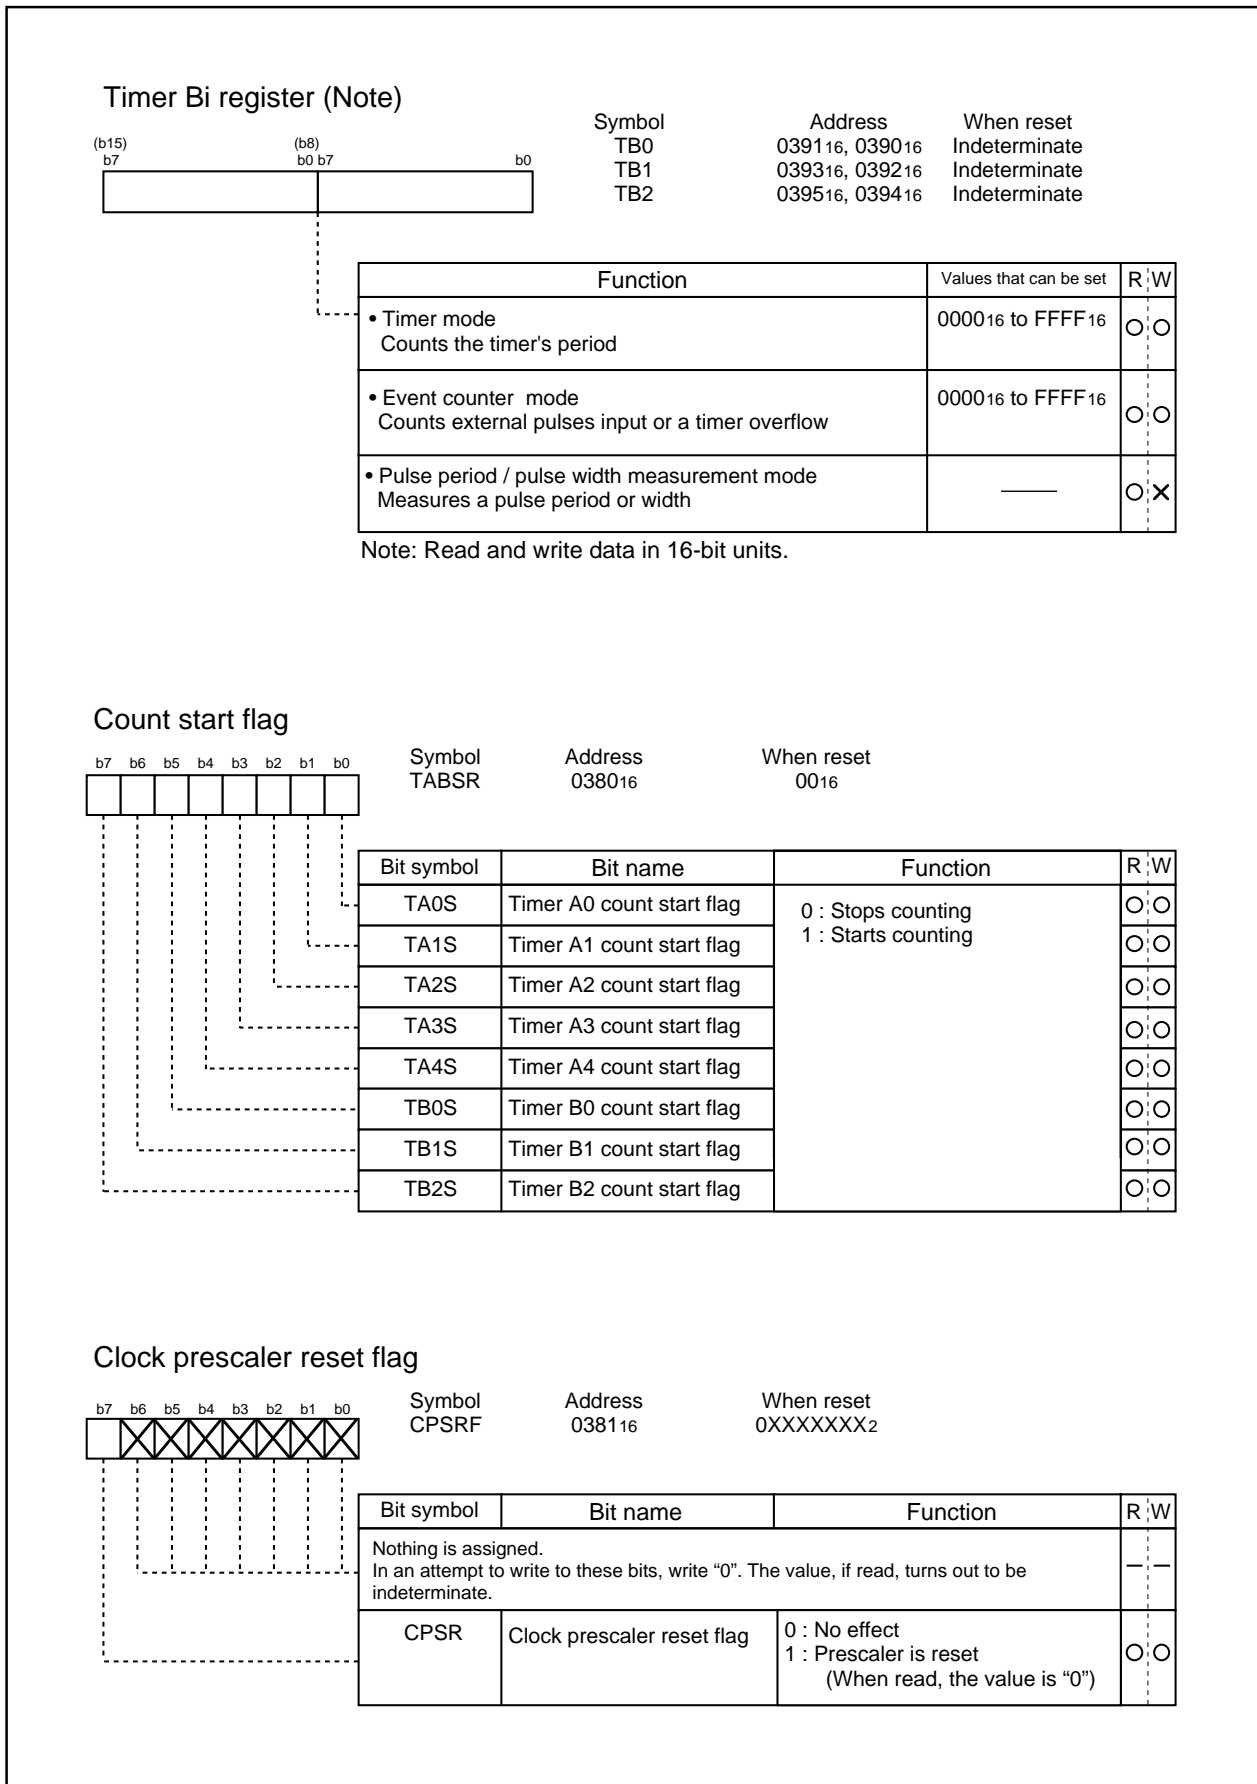 Timer Bi register (Note)
Symbol Address When reset
TB0 039116, 039016 Indeterminate
TB1 039316, 039216 Indeterminate
TB2 039516, 039416 Indeterminate
(b15) (b8)
b7 b0 b7 b0
Function Values that can be set R W
• Timer mode 000016 to FFFF16
Counts the timer's period
• Event counter mode 000016 to FFFF16
Counts external pulses input or a timer overflow
• Pulse period / pulse width measurement mode
Measures a pulse period or width
Note: Read and write data in 16-bit units.
Count start flag
Symbol Address When reset
TABSR 038016 0016
b7 b6 b5 b4 b3 b2 b1 b0
Bit symbol Bit name Function R W
TA0S Timer A0 count start flag 0 : Stops counting
TA1S Timer A1 count start flag 1 : Starts counting
TA2S Timer A2 count start flag
TA3S Timer A3 count start flag
TA4S Timer A4 count start flag
TB0S Timer B0 count start flag
TB1S Timer B1 count start flag
TB2S Timer B2 count start flag
Clock prescaler reset flag
Symbol Address When reset
CPSRF 038116 0XXXXXXX2
b7 b6 b5 b4 b3 b2 b1 b0
Bit symbol Bit name Function R W
Nothing is assigned.
In an attempt to write to these bits, write “0”. The value, if read, turns out to be
indeterminate.
CPSR Clock prescaler reset flag 0 : No effect
1 : Prescaler is reset
(When read, the value is “0”)